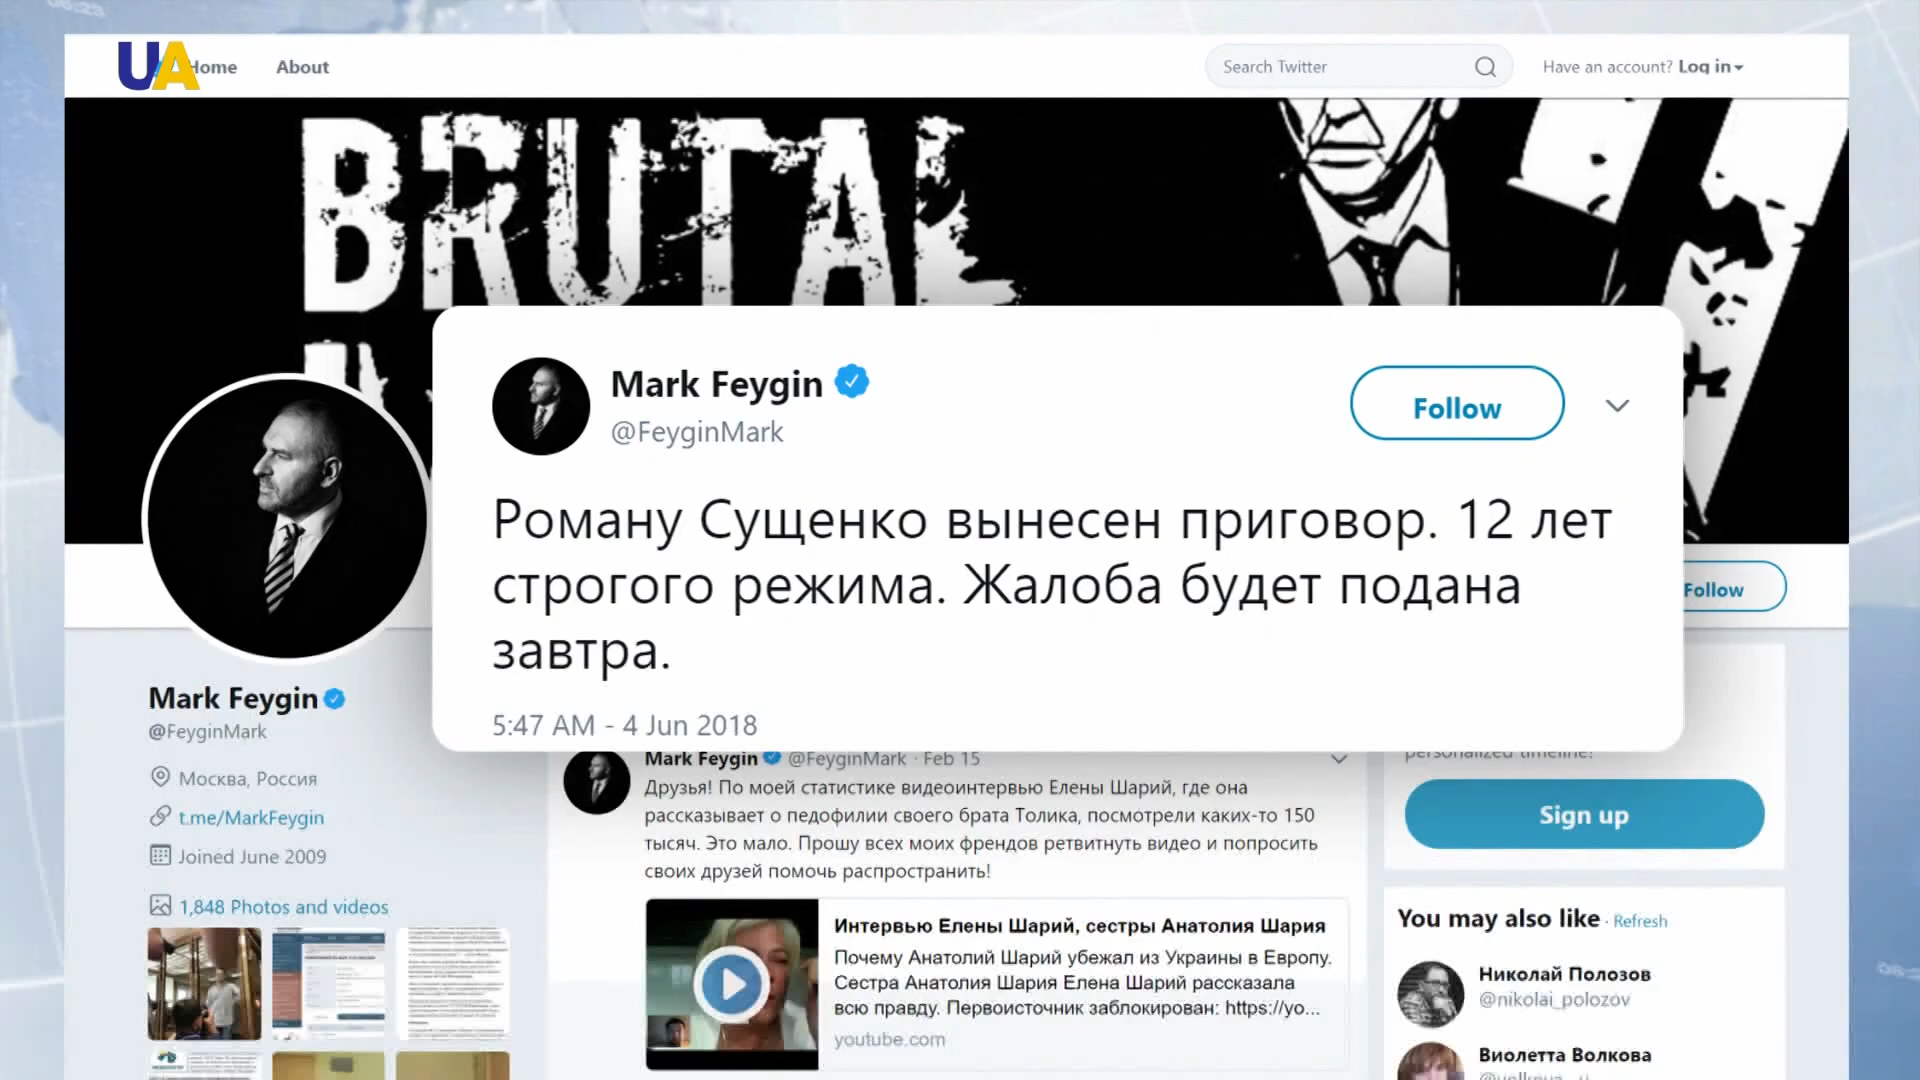 UA
Home
About
Search Twitter
Have an account? Log in
BRUTAL
Mark Feygin
@FeyginMark
Follow
Роману Сущенко вынесен приговор. 12 лет
строгого режима. Жалоба будет подана
завтра.
5:47 AM - 4 Jun 2018
Follow
Mark Feygin
@FeyginMark
Москва, Россия
t.me/MarkFeygin
Joined June 2009
1,848 Photos and videos
Mark Feygin @FeyginMark · Feb 15
Друзья! По моей статистике видеоинтервью Елены Шарий, где она
рассказывает о педофилии своего брата Толика, посмотрели каких-то 150
тысяч. Это мало. Прошу всех моих френдов ретвитнуть видео и попросить
своих друзей помочь распространить!
Интервью Елены Шарий, сестры Анатолия Шария
Почему Анатолий Шарий убежал из Украины в Европу.
Сестра Анатолия Шария Елена Шарий рассказала
всю правду. Первоисточник заблокирован: https://yo...
youtube.com
personalized timeline!
Sign up
You may also like · Refresh
Николай Полозов
@nikolai_polozov
Виолетта Волкова